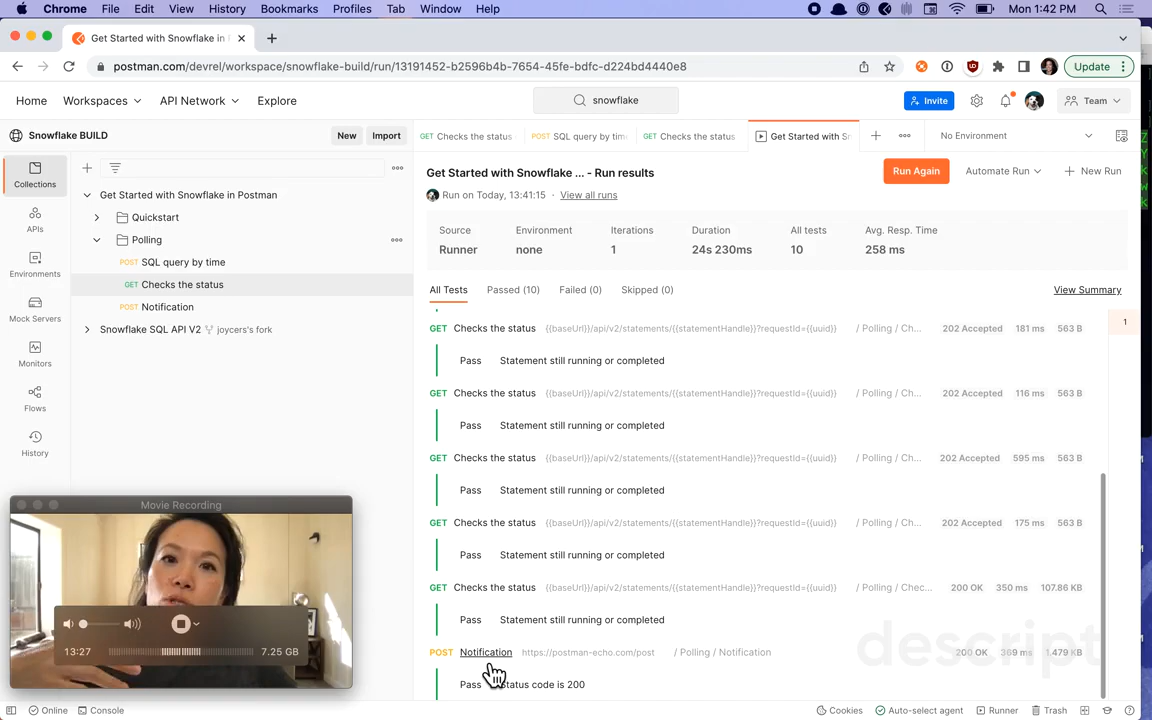 Chrome File Edit View History Bookmarks Profiles Tab Window Help Mon 1:42 PM
Get Started with Snowflake in P
postman.com/devrel/workspace/snowflake-build/run/13191452-b2596b4b-7654-45fe-bdfc-d224bd4440e8 Update
Home Workspaces API Network Explore snowflake Invite Team
Snowflake BUILD New Import GET Checks the status POST SQL query by time GET Checks the status Get Started with Sn No Environment
Collections
APIs
Environments
Mock Servers
Monitors
Flows
History
Get Started with Snowflake in Postman
Quickstart
Polling
POST SQL query by time
GET Checks the status
POST Notification
Snowflake SQL API V2 joycers's fork
Get Started with Snowflake ... - Run results Run Again Automate Run New Run
Run on Today, 13:41:15 · View all runs
Source Environment Iterations Duration All tests Avg. Resp. Time
Runner none 1 24s 230ms 10 258 ms
All Tests Passed (10) Failed (0) Skipped (0) View Summary
1
GET Checks the status {{baseUrl}}/api/v2/statements/{{statementHandle}}?requestId={{uuid}} / Polling / Ch... 202 Accepted 181 ms 563 B
Pass Statement still running or completed
GET Checks the status {{baseUrl}}/api/v2/statements/{{statementHandle}}?requestId={{uuid}} / Polling / Ch... 202 Accepted 116 ms 563 B
Pass Statement still running or completed
GET Checks the status {{baseUrl}}/api/v2/statements/{{statementHandle}}?requestId={{uuid}} / Polling / Ch... 202 Accepted 595 ms 563 B
Pass Statement still running or completed
GET Checks the status {{baseUrl}}/api/v2/statements/{{statementHandle}}?requestId={{uuid}} / Polling / Ch... 202 Accepted 175 ms 563 B
Pass Statement still running or completed
GET Checks the status {{baseUrl}}/api/v2/statements/{{statementHandle}}?requestId={{uuid}} / Polling / Chec... 200 OK 350 ms 107.86 KB
Pass Statement still running or completed
POST Notification https://postman-echo.com/post / Polling / Notification 200 OK 369 ms 1.479 KB
Pass Status code is 200
descript
Movie Recording
13:27 7.25 GB
Online Console Cookies Auto-select agent Runner Trash